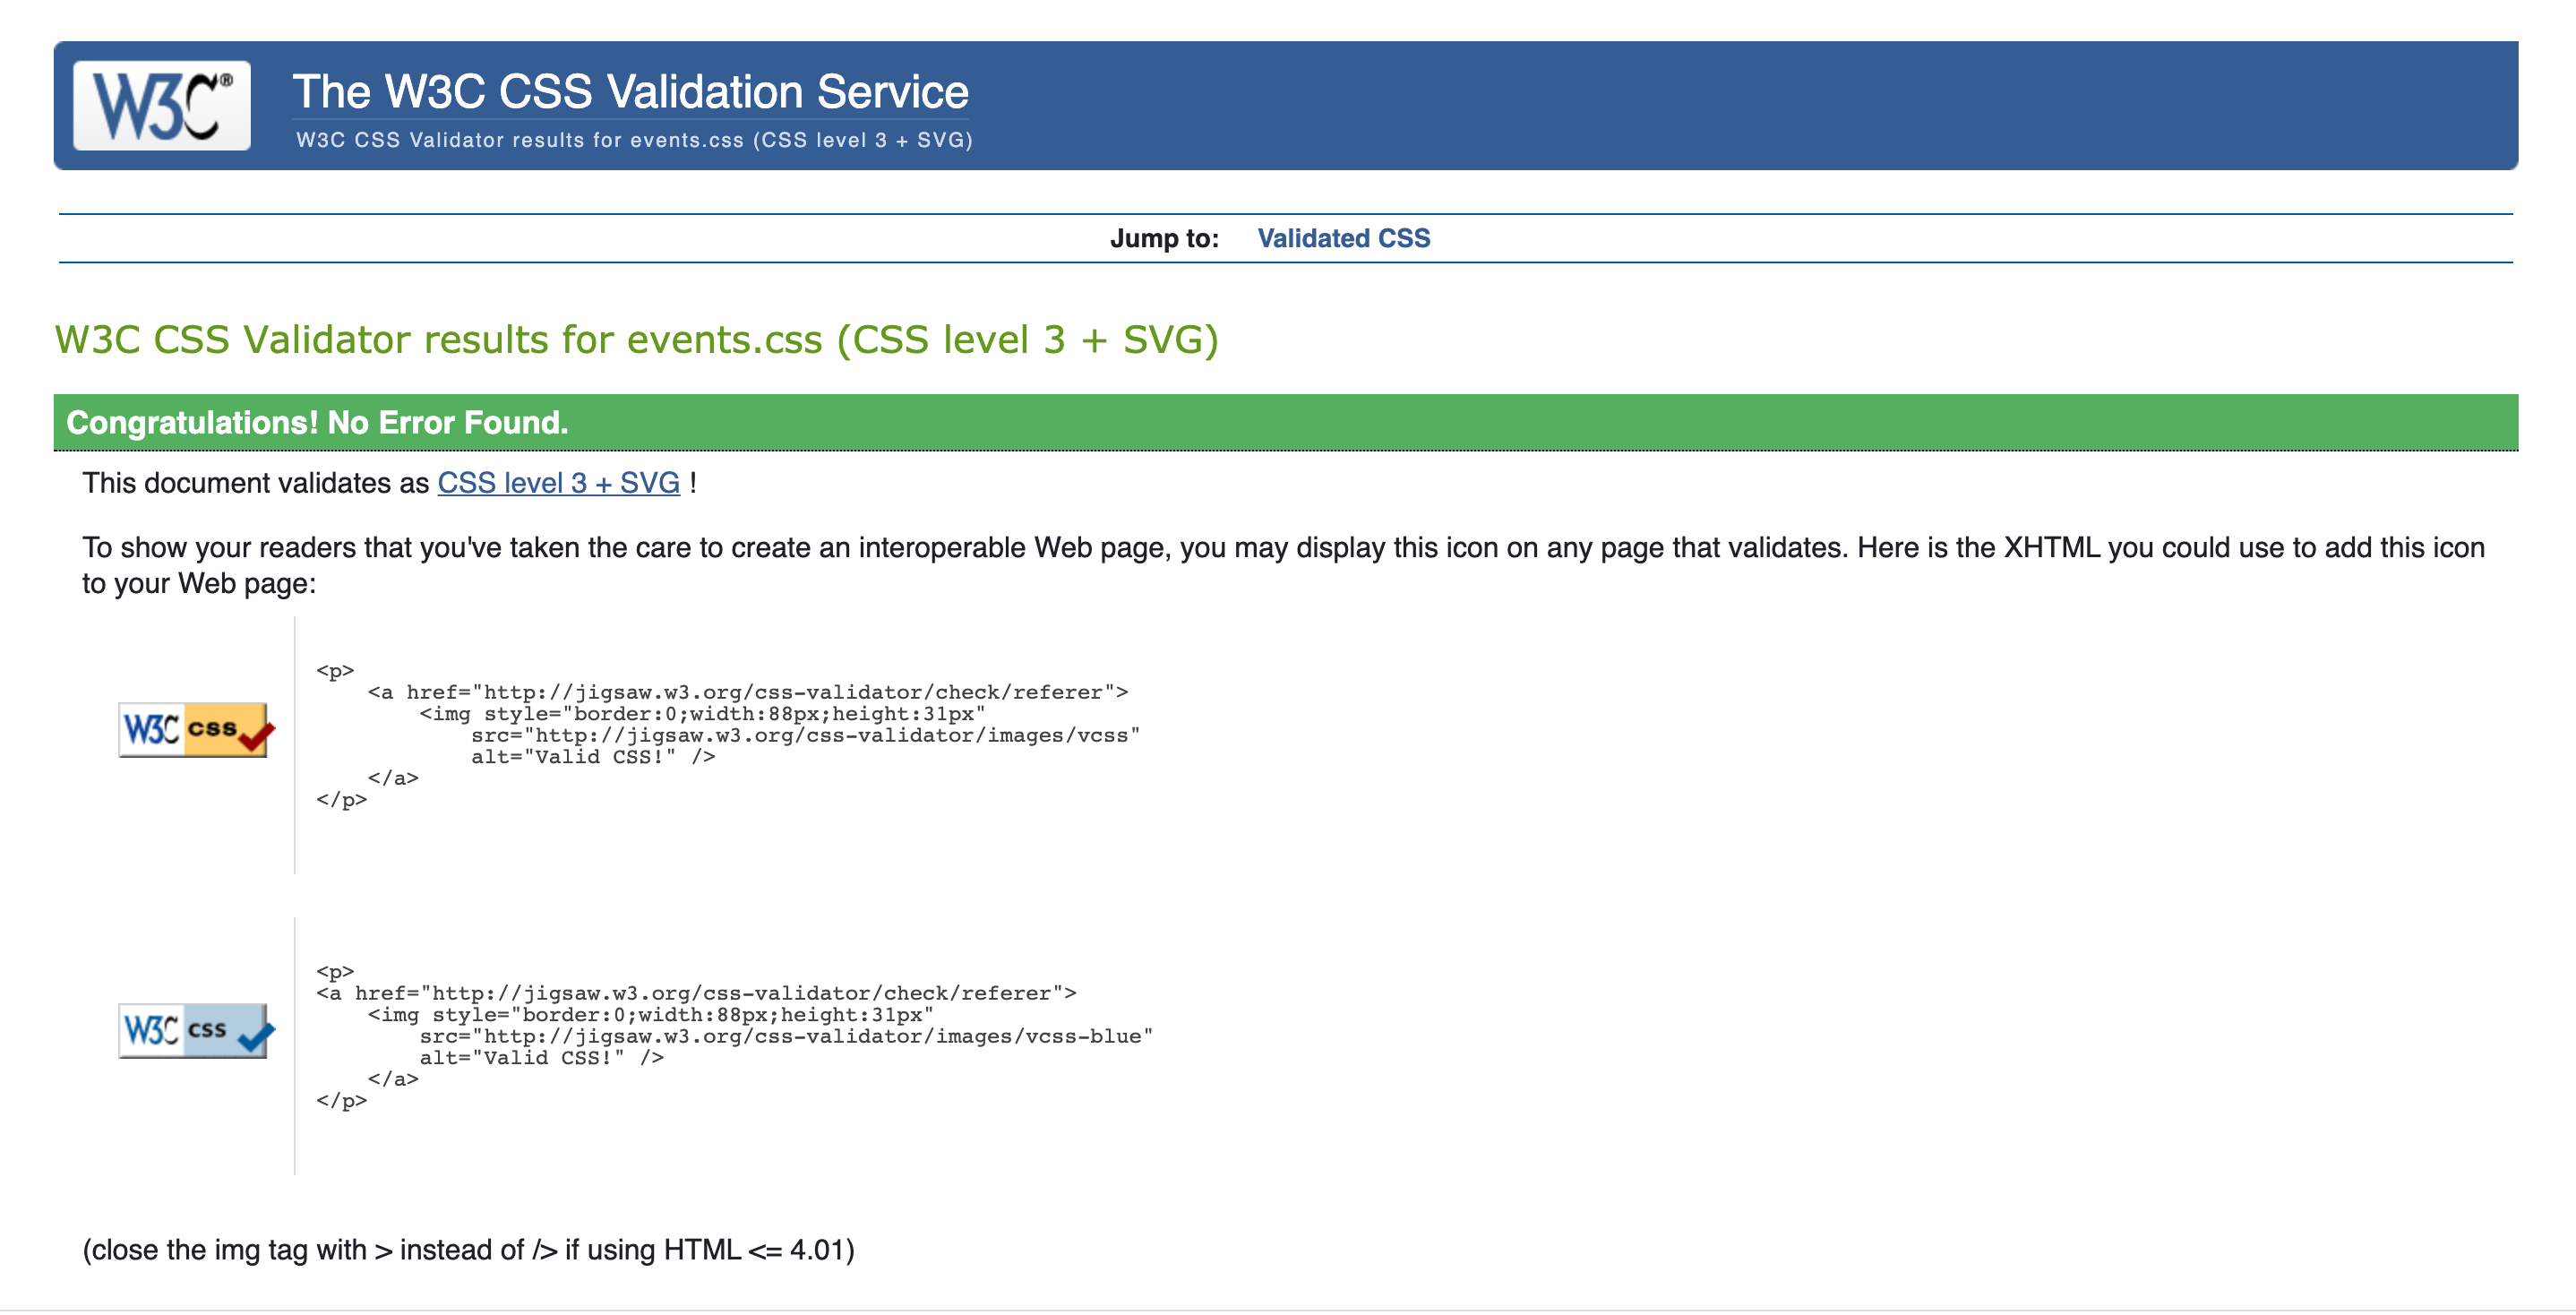 W3C®
The W3C CSS Validation Service
W3C CSS Validator results for events.css (CSS level 3 + SVG)
Jump to: Validated CSS
W3C CSS Validator results for events.css (CSS level 3 + SVG)
Congratulations! No Error Found.
This document validates as CSS level 3 + SVG !
To show your readers that you've taken the care to create an interoperable Web page, you may display this icon on any page that validates. Here is the XHTML you could use to add this icon
to your Web page:
W3C css
<p>
    <a href="http://jigsaw.w3.org/css-validator/check/referer">
        <img style="border:0;width:88px;height:31px"
            src="http://jigsaw.w3.org/css-validator/images/vcss"
            alt="Valid CSS!" />
    </a>
</p>
W3C css
<p>
<a href="http://jigsaw.w3.org/css-validator/check/referer">
    <img style="border:0;width:88px;height:31px"
        src="http://jigsaw.w3.org/css-validator/images/vcss-blue"
        alt="Valid CSS!" />
    </a>
</p>
(close the img tag with > instead of /> if using HTML <= 4.01)